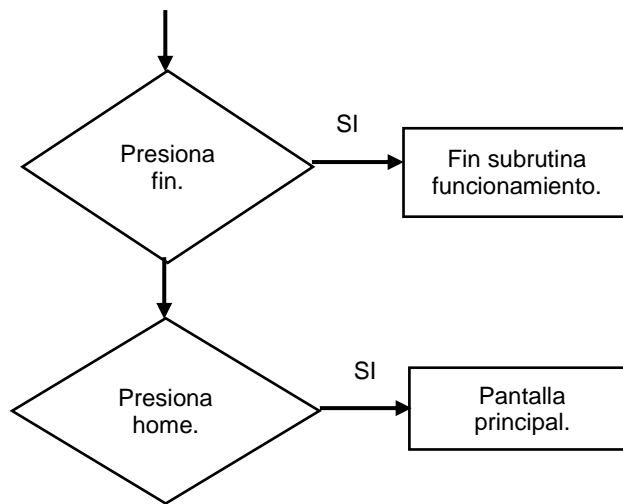 SI
Presiona
fin.
Fin subrutina
funcionamiento.
SI
Presiona
home.
Pantalla
principal.